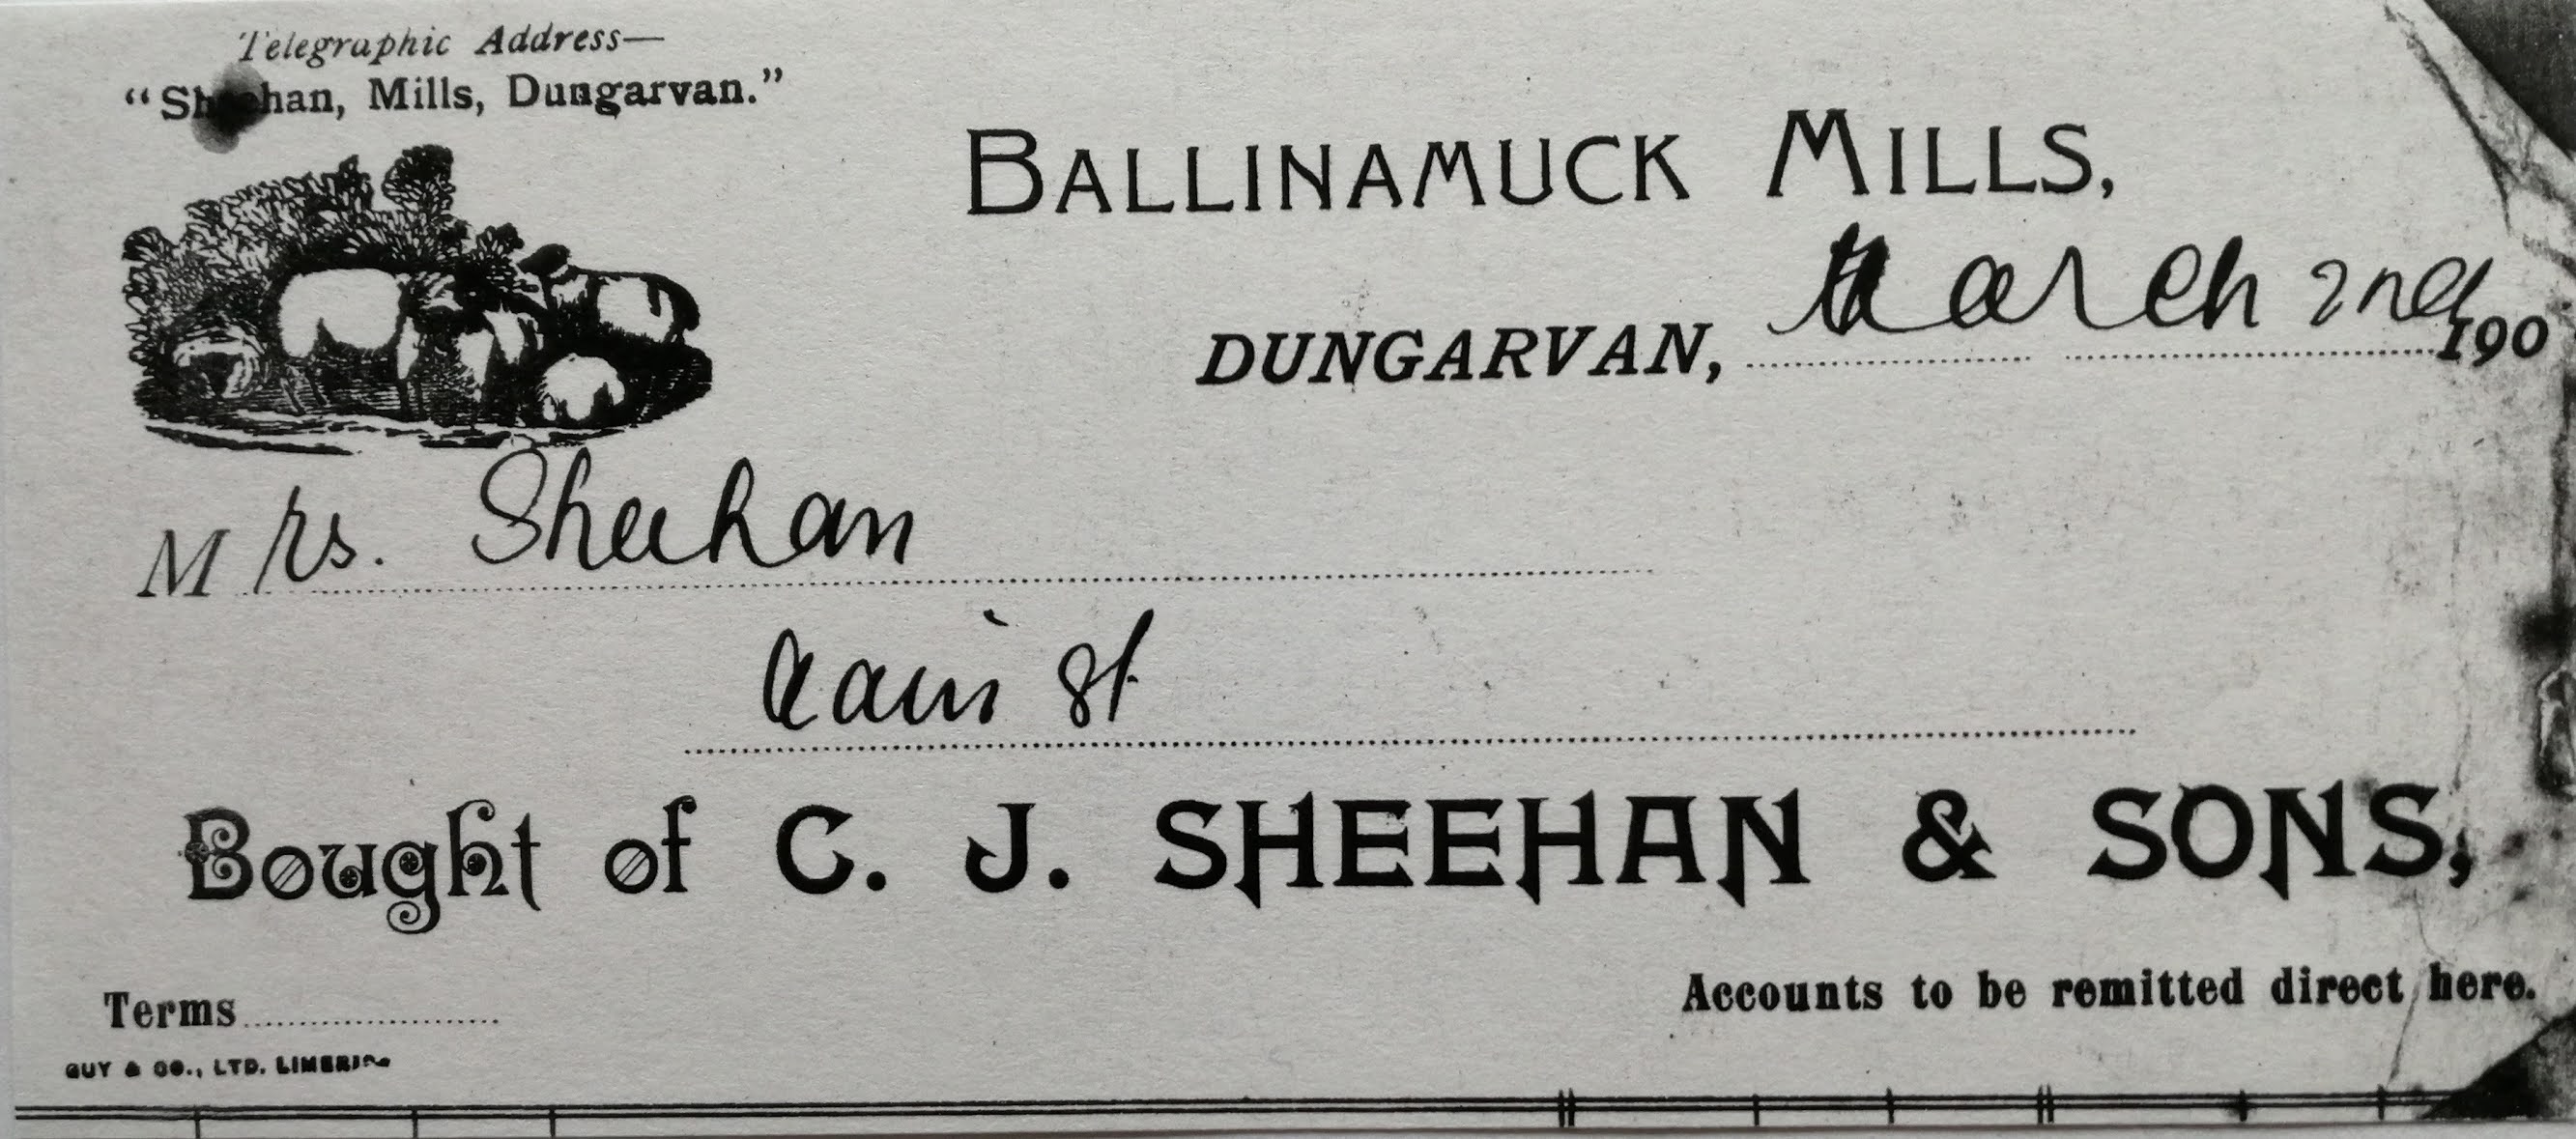 Telegraphic Address—
“Sheehan, Mills, Dungarvan.”
BALLINAMUCK MILLS,
DUNGARVAN, March 2nd 190
Mrs. Sheehan
Main St
Bought of C. J. SHEEHAN & SONS,
Terms
Accounts to be remitted direct here.
GUY & CO., LTD. LIMERICK